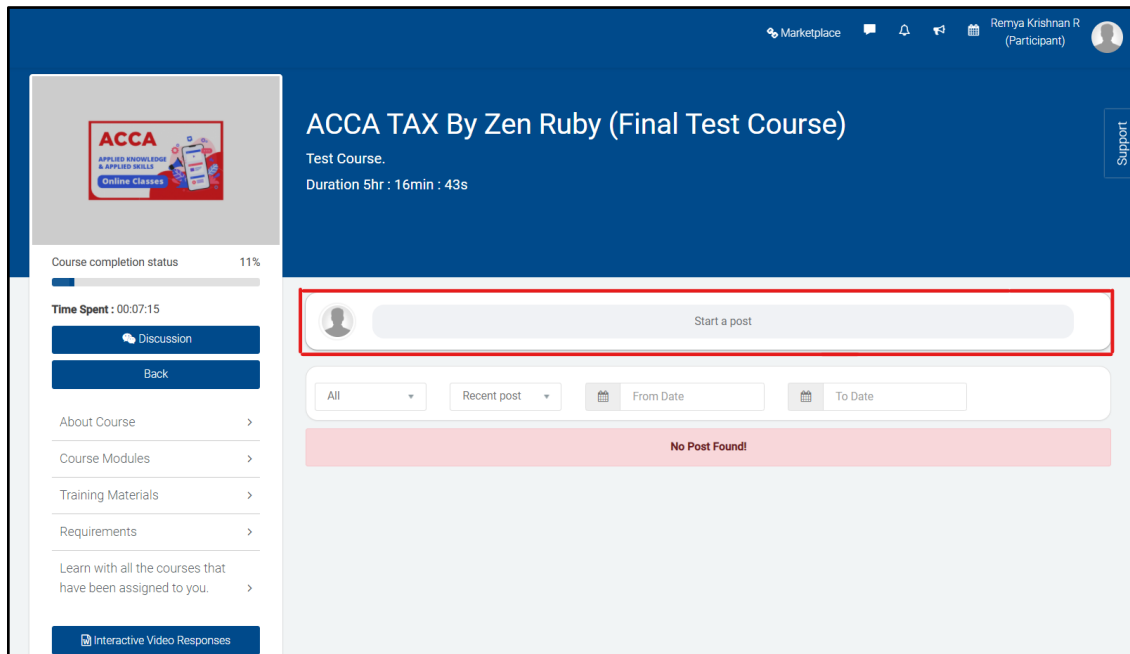 Marketplace
Remya Krishnan R
(Participant)
Support
ACCA
APPLIED KNOWLEDGE
& APPLIED SKILLS
Online Classes
ACCA TAX By Zen Ruby (Final Test Course)
Test Course.
Duration 5hr : 16min : 43s
Course completion status 11%
Time Spent : 00:07:15
Discussion
Back
About Course
Course Modules
Training Materials
Requirements
Learn with all the courses that
have been assigned to you.
Interactive Video Responses
Start a post
All Recent post From Date To Date
No Post Found!